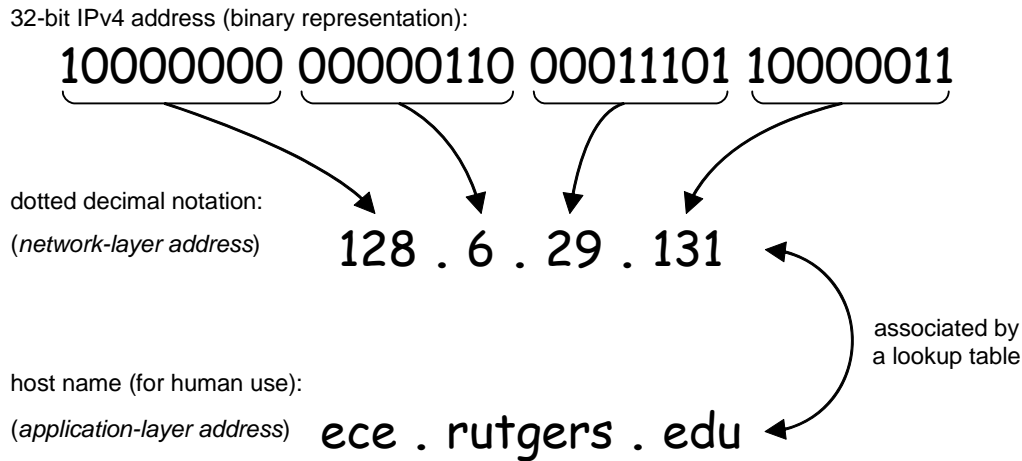 32-bit IPv4 address (binary representation):
10000000 00000110 00011101 10000011
dotted decimal notation:
(network-layer address) 128 . 6 . 29 . 131
associated by
a lookup table
host name (for human use):
(application-layer address) ece . rutgers . edu